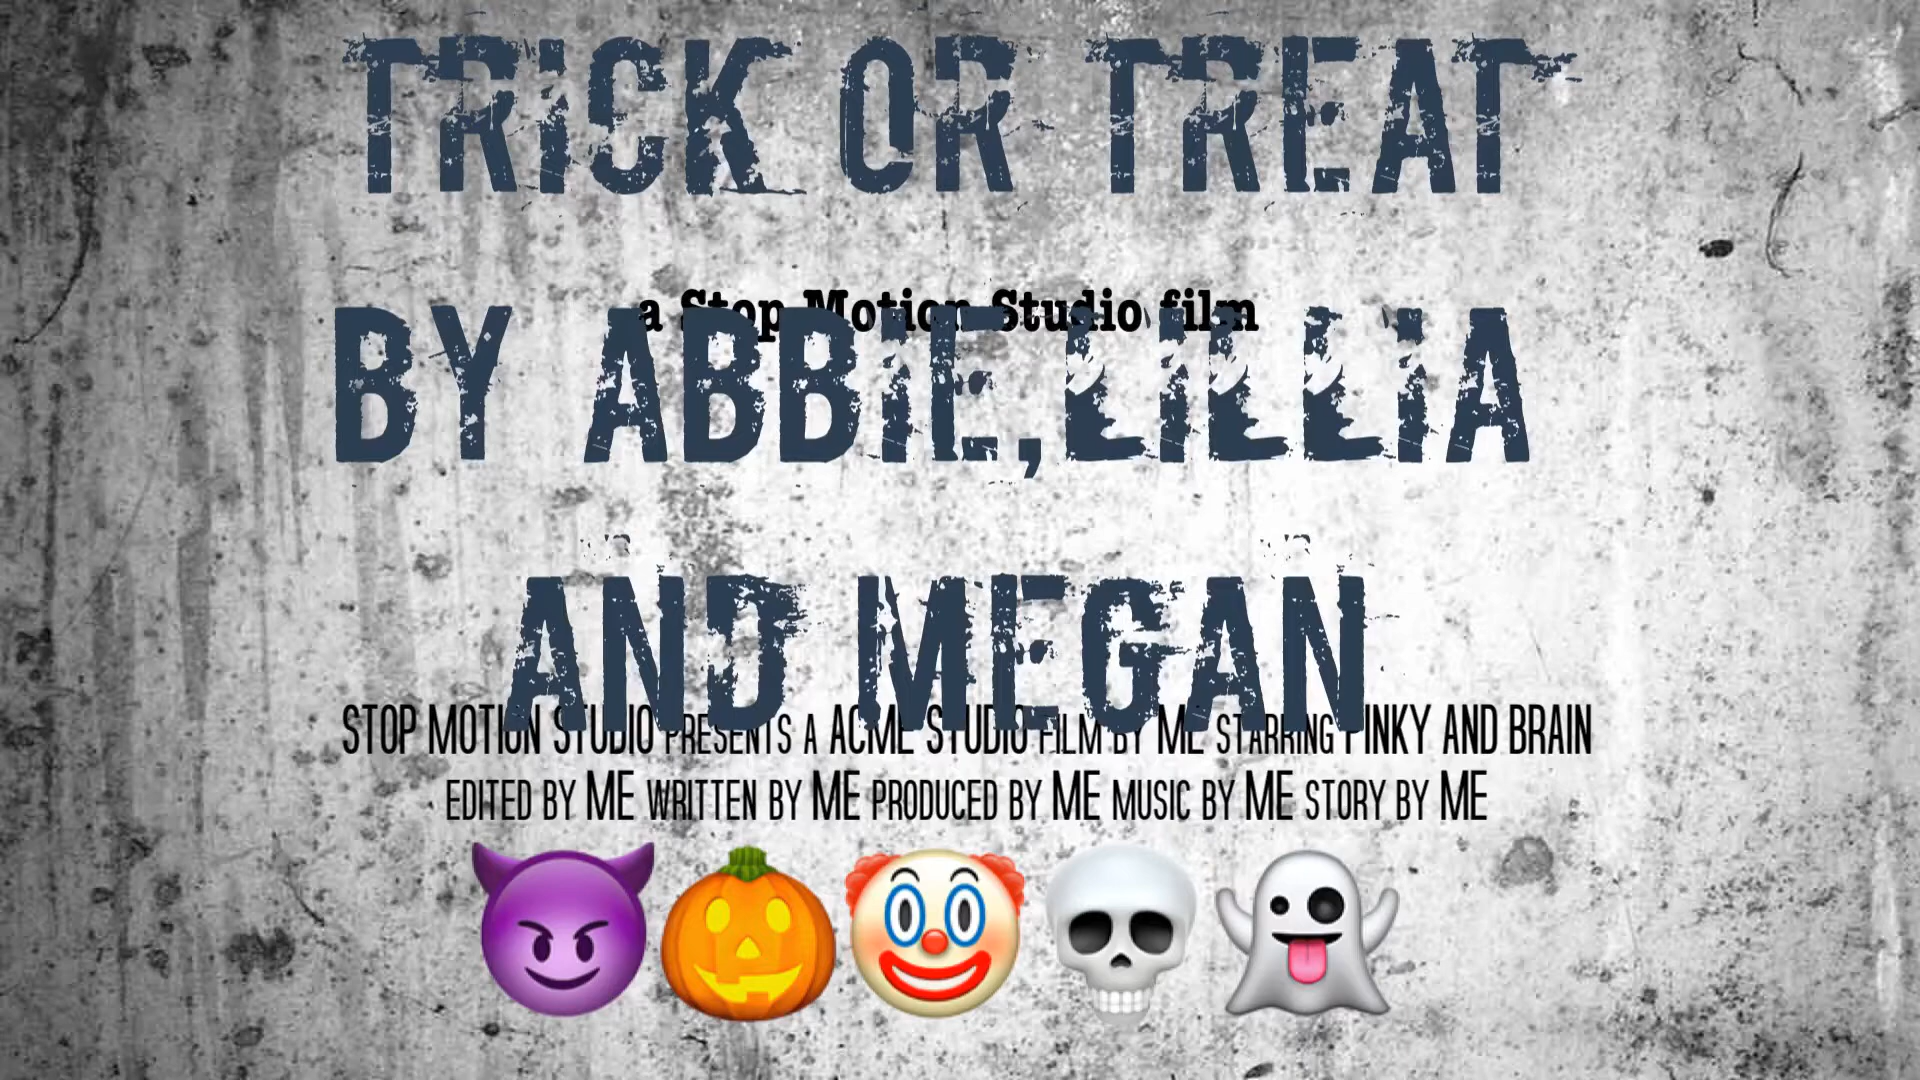 TRiCK OR TREAT
a Stop Motion Studio film
BY ABBiE,LiLLiA
AND MEGAN
STOP MOTION STUDIO PRESENTS A ACME STUDIO FILM BY ME STARRING PINKY AND BRAIN
EDITED BY ME WRITTEN BY ME PRODUCED BY ME MUSIC BY ME STORY BY ME